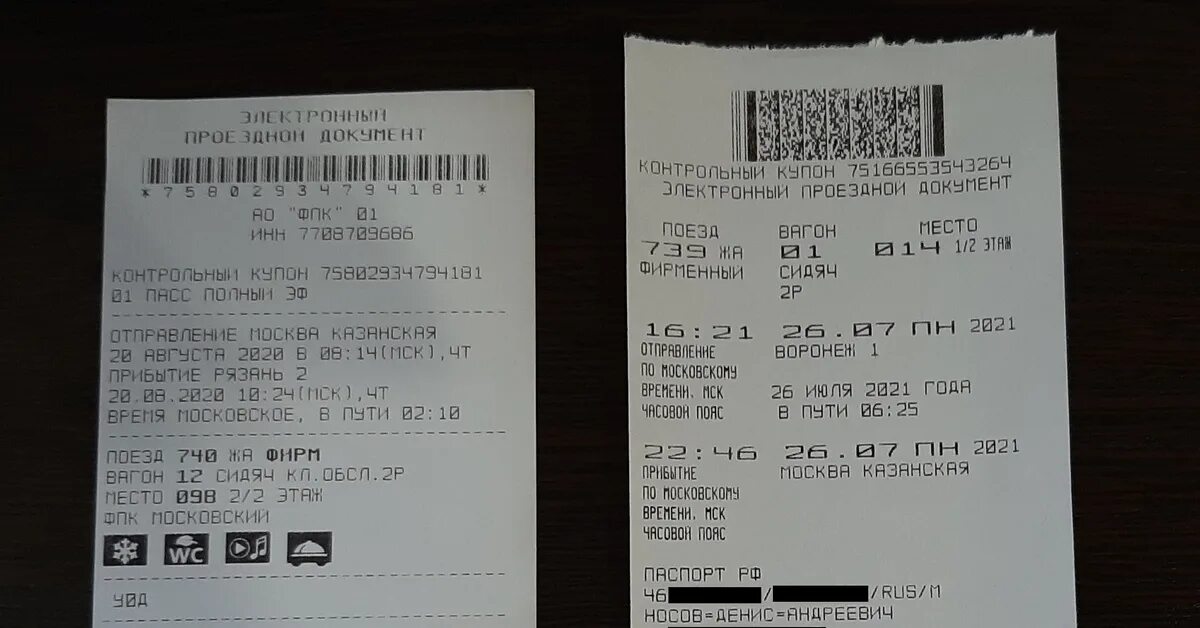 ЭЛЕКТРОННЫЙ
ПРОЕЗДНОЙ ДОКУМЕНТ
*75802934794181*
АО "ФПК" 01
ИНН 7708709686
КОНТРОЛЬНЫЙ КУПОН 75802934794181
01 ПАСС ПОЛНЫЙ ЭФ
ОТПРАВЛЕНИЕ МОСКВА КАЗАНСКАЯ
20 АВГУСТА 2020 В 08:14(МСК),ЧТ
ПРИБЫТИЕ РЯЗАНЬ 2
20.08.2020 10:24(МСК),ЧТ
ВРЕМЯ МОСКОВСКОЕ, В ПУТИ 02:10
ПОЕЗД 740 ЖА ФИРМ
ВАГОН 12 СИДЯЧ КЛ.ОБСЛ.2Р
МЕСТО 098 2/2 ЭТАЖ
ФПК МОСКОВСКИЙ
WC
У0Д
КОНТРОЛЬНЫЙ КУПОН 75166553543264
ЭЛЕКТРОННЫЙ ПРОЕЗДНОЙ ДОКУМЕНТ
ПОЕЗД ВАГОН МЕСТО
739 ЖА 01 014 1/2 ЭТАЖ
ФИРМЕННЫЙ СИДЯЧ
2Р
16:21 26.07 ПН 2021
ОТПРАВЛЕНИЕ ВОРОНЕЖ 1
ПО МОСКОВСКОМУ
ВРЕМЕНИ, МСК 26 ИЮЛЯ 2021 ГОДА
ЧАСОВОЙ ПОЯС В ПУТИ 06:25
22:46 26.07 ПН 2021
ПРИБЫТИЕ МОСКВА КАЗАНСКАЯ
ПО МОСКОВСКОМУ
ВРЕМЕНИ, МСК
ЧАСОВОЙ ПОЯС
ПАСПОРТ РФ
46 / /RUS/M
НОСОВ=ДЕНИС=АНДРЕЕВИЧ